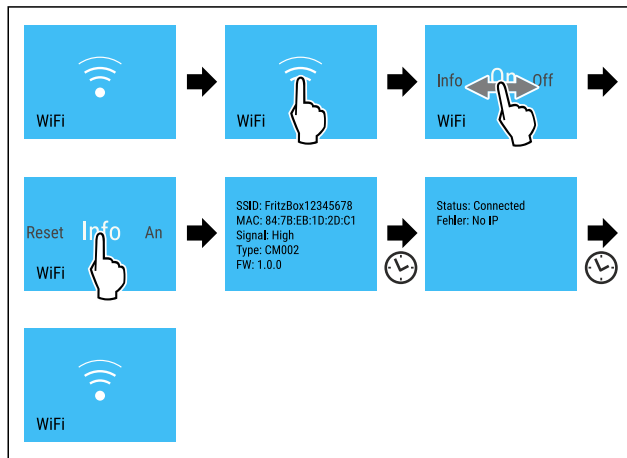 WiFi
WiFi
Info On Off
WiFi
Reset Info An
WiFi
SSID: FritzBox12345678
MAC: 84:7B:EB:1D:2D:C1
Signal: High
Type: CM002
FW: 1.0.0
Status: Connected
Fehler: No IP
WiFi